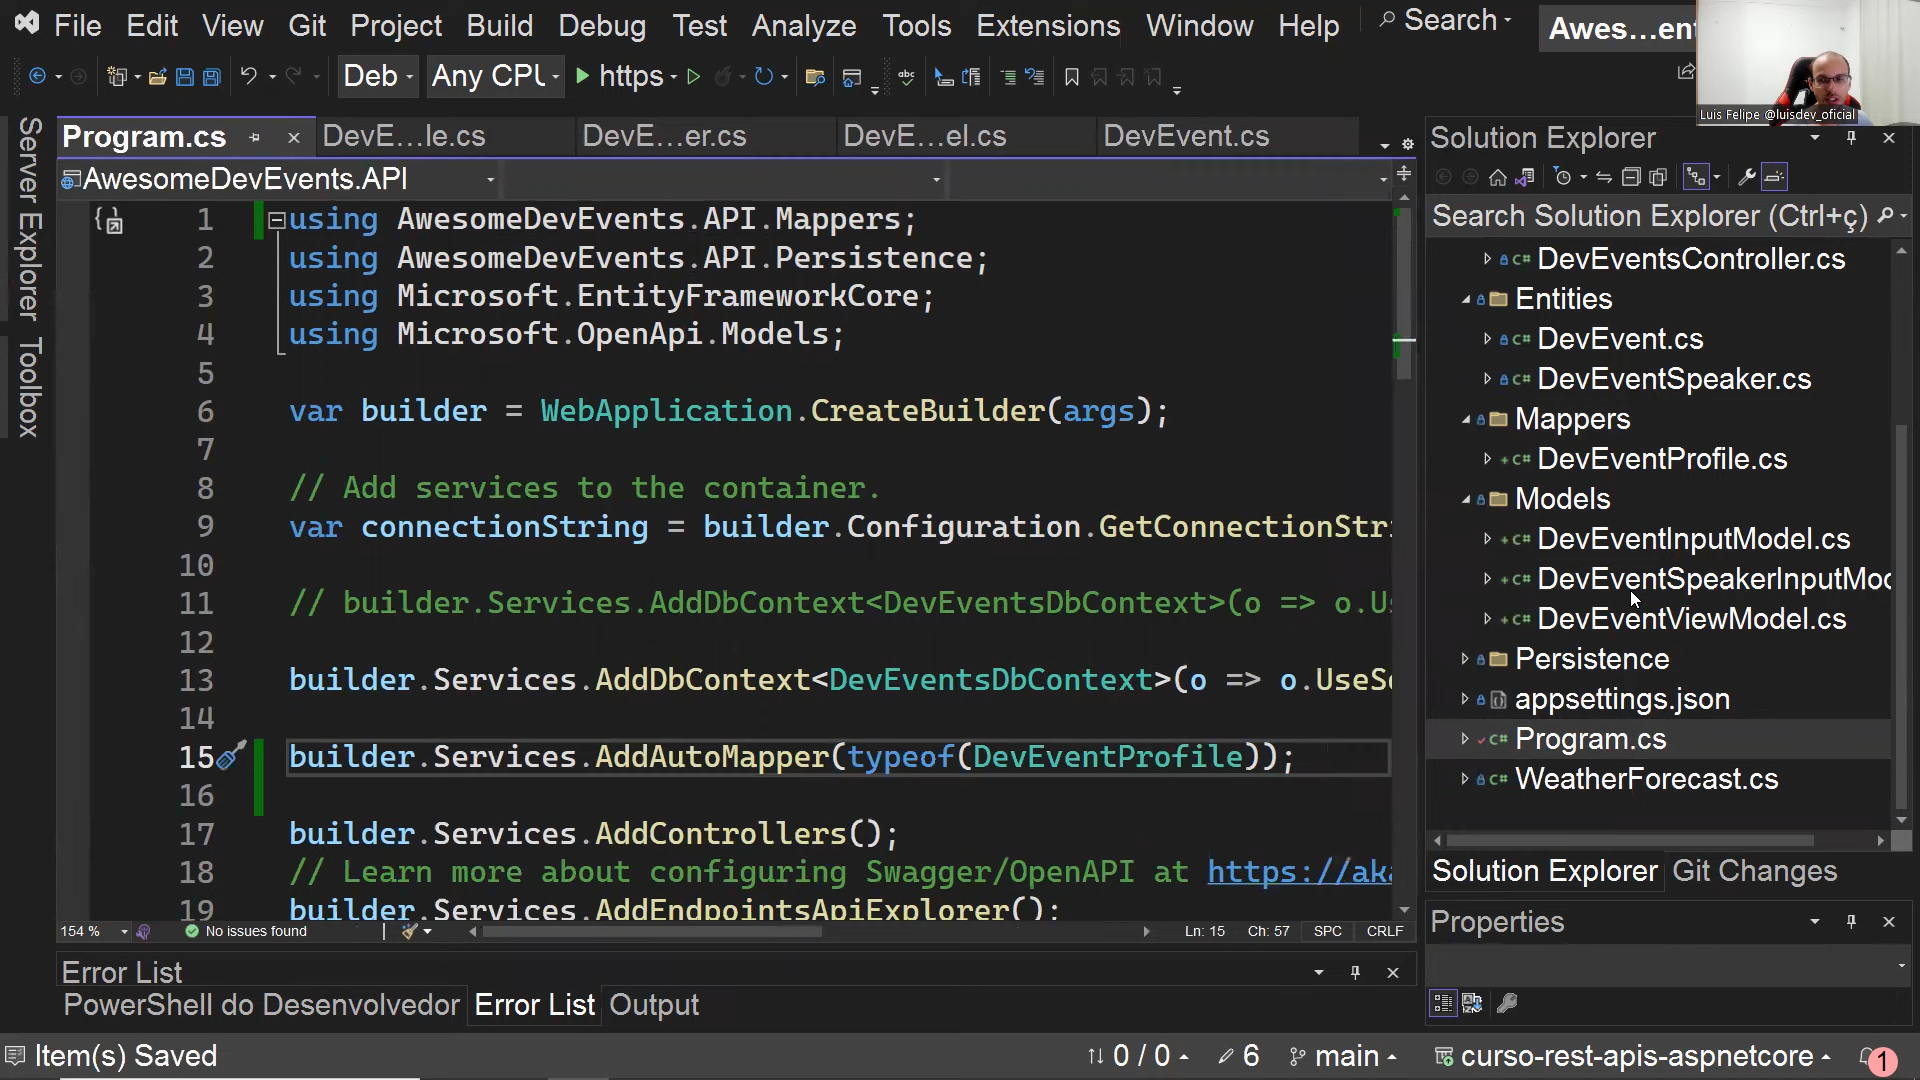 File Edit View Git Project Build Debug Test Analyze Tools Extensions Window Help Search Awes...ent
Deb Any CPU https
Luis Felipe @luisdev_oficial
Server Explorer
Toolbox
Program.cs DevE...le.cs DevE...er.cs DevE...el.cs DevEvent.cs
AwesomeDevEvents.API
1 using AwesomeDevEvents.API.Mappers;
2 using AwesomeDevEvents.API.Persistence;
3 using Microsoft.EntityFrameworkCore;
4 using Microsoft.OpenApi.Models;
5
6 var builder = WebApplication.CreateBuilder(args);
7
8 // Add services to the container.
9 var connectionString = builder.Configuration.GetConnectionStri
10
11 // builder.Services.AddDbContext<DevEventsDbContext>(o => o.Us
12
13 builder.Services.AddDbContext<DevEventsDbContext>(o => o.UseSq
14
15 builder.Services.AddAutoMapper(typeof(DevEventProfile));
16
17 builder.Services.AddControllers();
18 // Learn more about configuring Swagger/OpenAPI at https://aka
19 builder.Services.AddEndpointsApiExplorer();
154 % No issues found Ln: 15 Ch: 57 SPC CRLF
Error List
PowerShell do Desenvolvedor Error List Output
Solution Explorer
Search Solution Explorer (Ctrl+ç)
DevEventsController.cs
Entities
DevEvent.cs
DevEventSpeaker.cs
Mappers
DevEventProfile.cs
Models
DevEventInputModel.cs
DevEventSpeakerInputMod
DevEventViewModel.cs
Persistence
appsettings.json
Program.cs
WeatherForecast.cs
Solution Explorer Git Changes
Properties
Item(s) Saved 0 / 0 6 main curso-rest-apis-aspnetcore 1